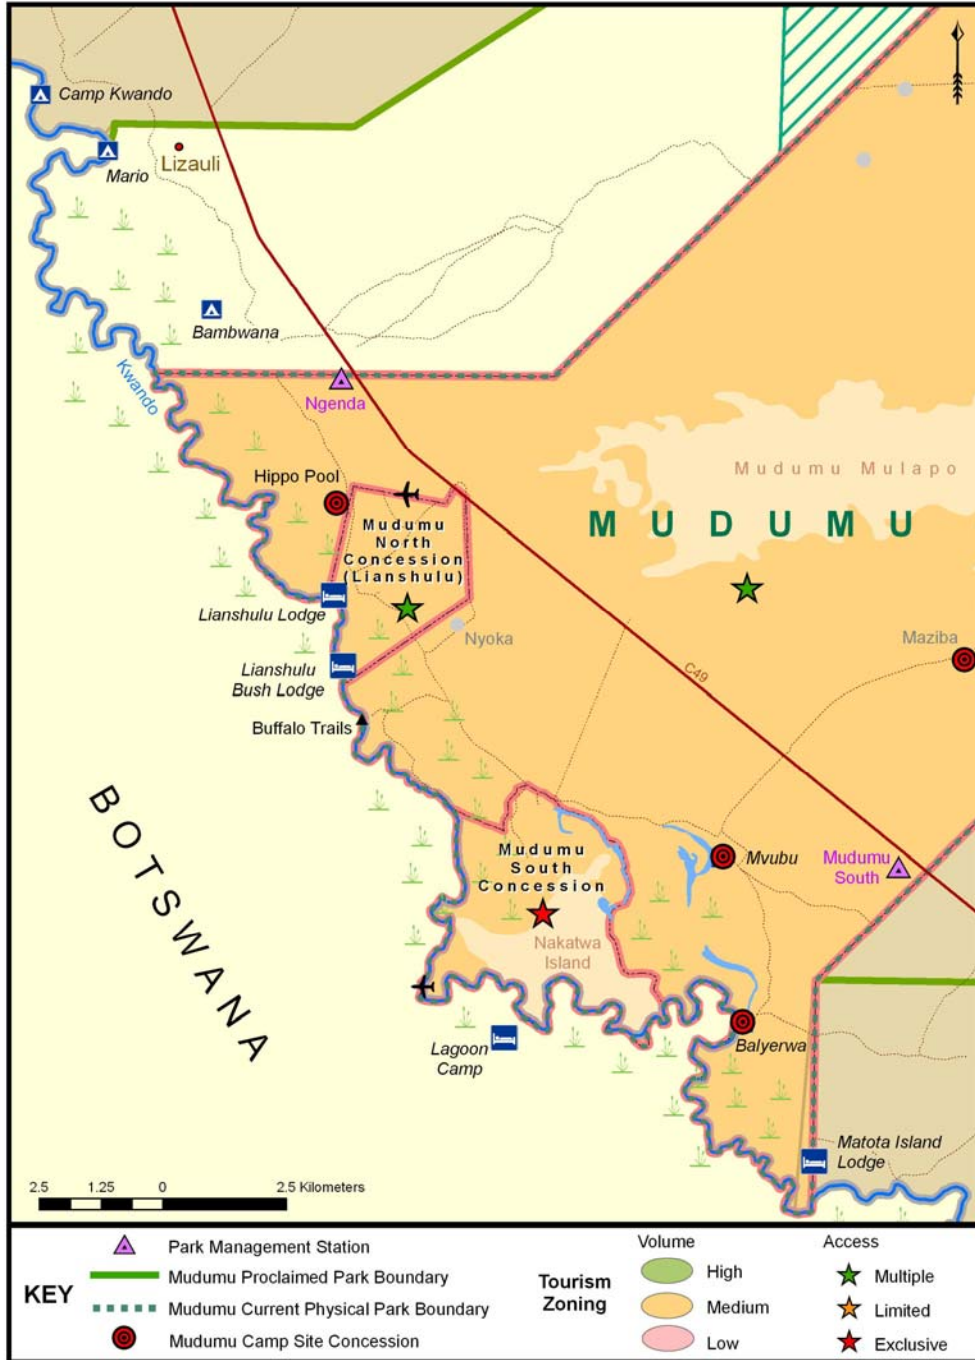 Camp Kwando
Lizauli
Mario
Bambwana
Kwando
Ngenda
Mudumu Mulapo
Hippo Pool
MUDUMU
Mudumu
North
Concession
(Lianshulu)
Lianshulu Lodge
Nyoka
Maziba
Lianshulu
Bush Lodge
C49
Buffalo Trails
BOTSWANA
Mudumu
South
Concession
Mvubu
Mudumu
South
Nakatwa
Island
Lagoon
Camp
Balyerwa
Matota Island
Lodge
2.5 1.25 0 2.5 Kilometers
KEY
Park Management Station
Mudumu Proclaimed Park Boundary
Mudumu Current Physical Park Boundary
Mudumu Camp Site Concession
Tourism
Zoning
Volume
High
Medium
Low
Access
Multiple
Limited
Exclusive